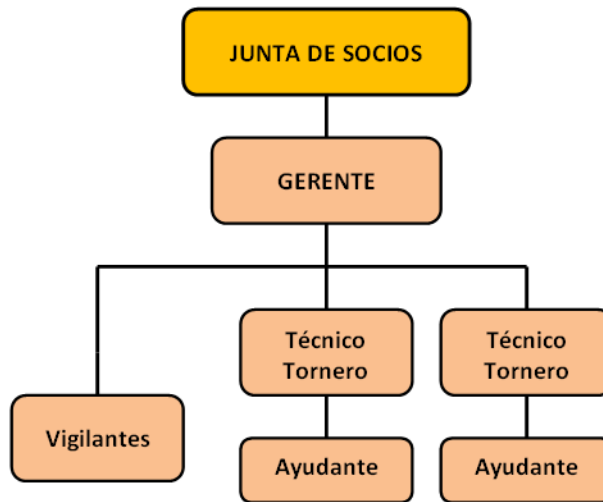 JUNTA DE SOCIOS
GERENTE
Técnico
Tornero
Técnico
Tornero
Vigilantes
Ayudante
Ayudante